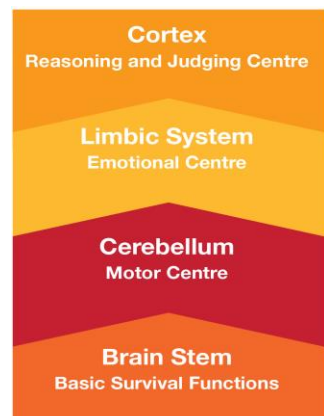 Cortex
Reasoning and Judging Centre
Limbic System
Emotional Centre
Cerebellum
Motor Centre
Brain Stem
Basic Survival Functions